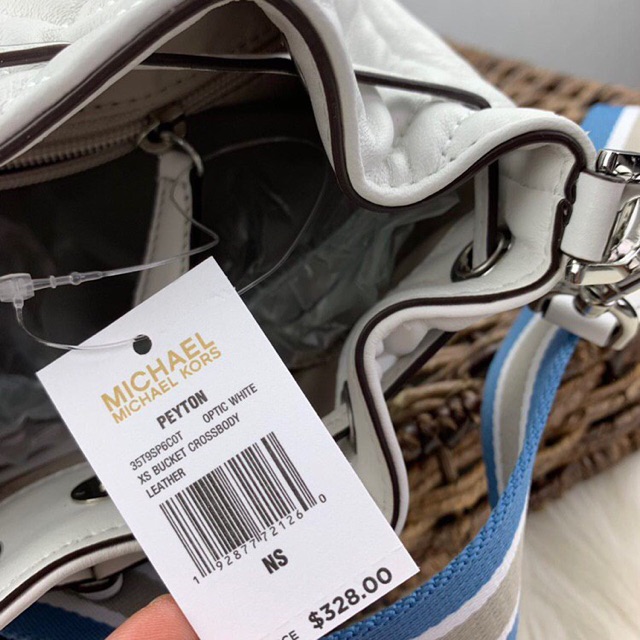 MICHAEL
MICHAEL KORS
PEYTON
35T9SP6C0T OPTIC WHITE
XS BUCKET CROSSBODY
LEATHER
1 92877 72126 0
NS
$328.00